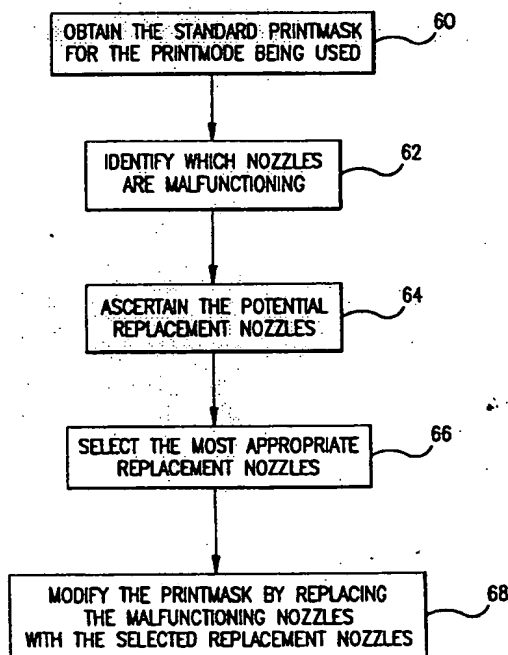 OBTAIN THE STANDARD PRINTMASK
FOR THE PRINTMODE BEING USED
60
IDENTIFY WHICH NOZZLES
ARE MALFUNCTIONING
62
ASCERTAIN THE POTENTIAL
REPLACEMENT NOZZLES
64
SELECT THE MOST APPROPRIATE
REPLACEMENT NOZZLES
66
MODIFY THE PRINTMASK BY REPLACING
THE MALFUNCTIONING NOZZLES
WITH THE SELECTED REPLACEMENT NOZZLES
68